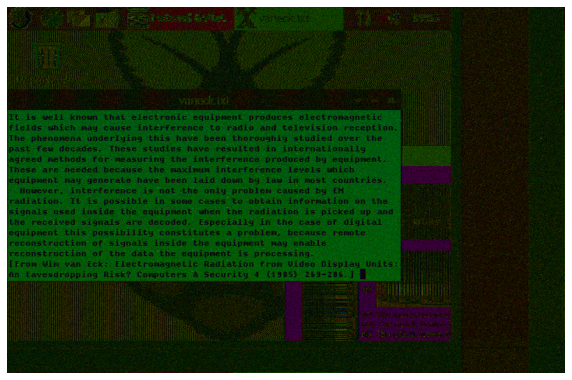 vaneck.txt
vaneck.txt
It is well known that electronic equipment produces electromagnetic
fields which may cause interference to radio and television reception.
The phenomena underlying this have been thoroughly studied over the
past few decades. These studies have resulted in internationally
agreed methods for measuring the interference produced by equipment.
These are needed because the maximum interference levels which
equipment may generate have been laid down by law in most countries.
However, interference is not the only problem caused by EM
radiation. It is possible in some cases to obtain information on the
signals used inside the equipment when the radiation is picked up and
the received signals are decoded. Especially in the case of digital
equipment this possibility constitutes a problem, because remote
reconstruction of signals inside the equipment may enable
reconstruction of the data the equipment is processing.
[from Wim van Eck: Electromagnetic Radiation from Video Display Units:
An Eavesdropping Risk? Computers & Security 4 (1985) 269-286.]